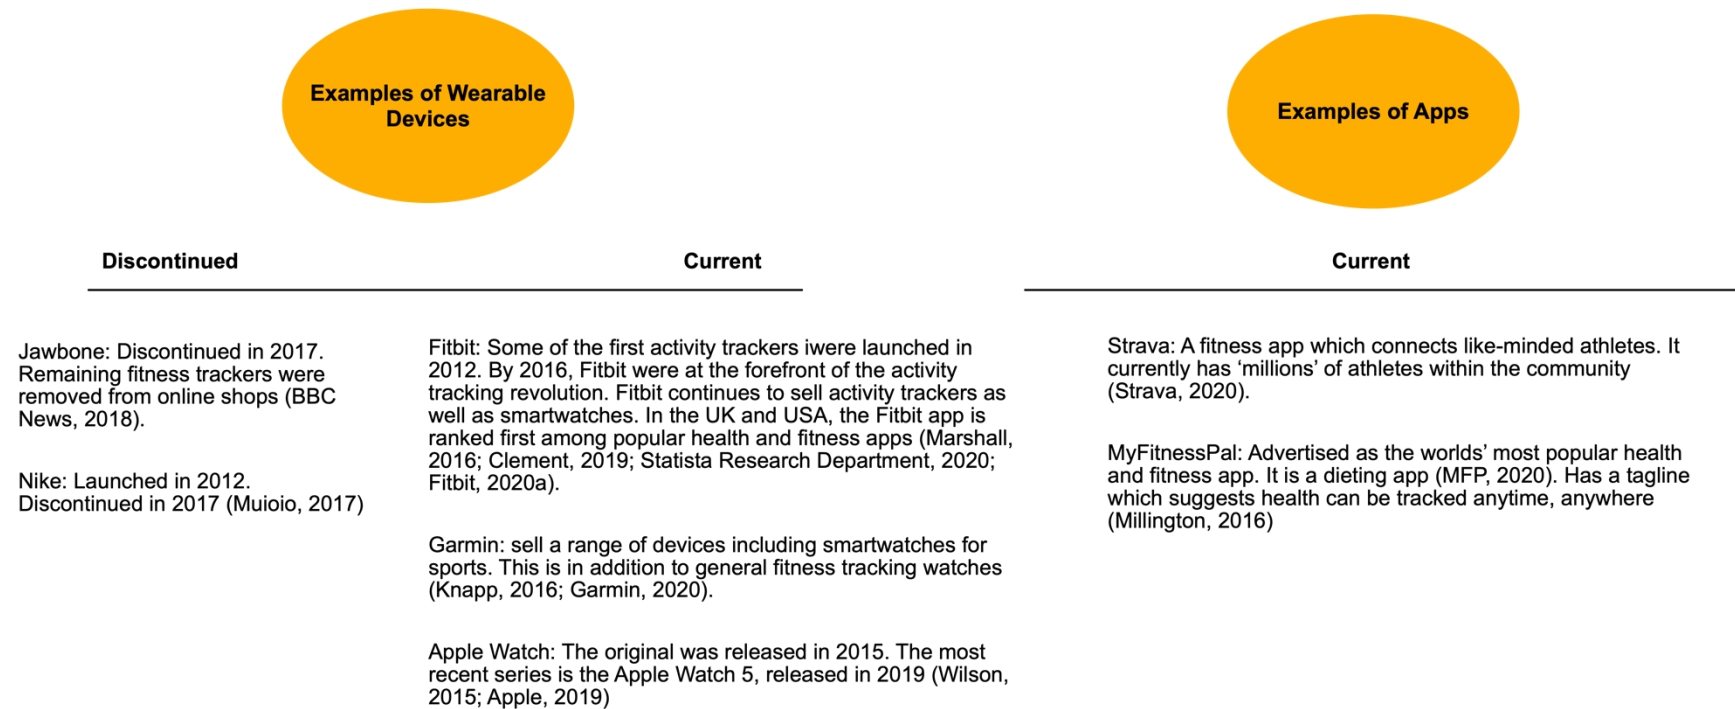 Examples of Wearable
Devices
Examples of Apps
Discontinued
Current
Current
Jawbone: Discontinued in 2017.
Remaining fitness trackers were
removed from online shops (BBC
News, 2018).
Nike: Launched in 2012.
Discontinued in 2017 (Muioio, 2017)
Fitbit: Some of the first activity trackers iwere launched in
2012. By 2016, Fitbit were at the forefront of the activity
tracking revolution. Fitbit continues to sell activity trackers as
well as smartwatches. In the UK and USA, the Fitbit app is
ranked first among popular health and fitness apps (Marshall,
2016; Clement, 2019; Statista Research Department, 2020;
Fitbit, 2020a).
Garmin: sell a range of devices including smartwatches for
sports. This is in addition to general fitness tracking watches
(Knapp, 2016; Garmin, 2020).
Apple Watch: The original was released in 2015. The most
recent series is the Apple Watch 5, released in 2019 (Wilson,
2015; Apple, 2019)
Strava: A fitness app which connects like-minded athletes. It
currently has ‘millions’ of athletes within the community
(Strava, 2020).
MyFitnessPal: Advertised as the worlds’ most popular health
and fitness app. It is a dieting app (MFP, 2020). Has a tagline
which suggests health can be tracked anytime, anywhere
(Millington, 2016)